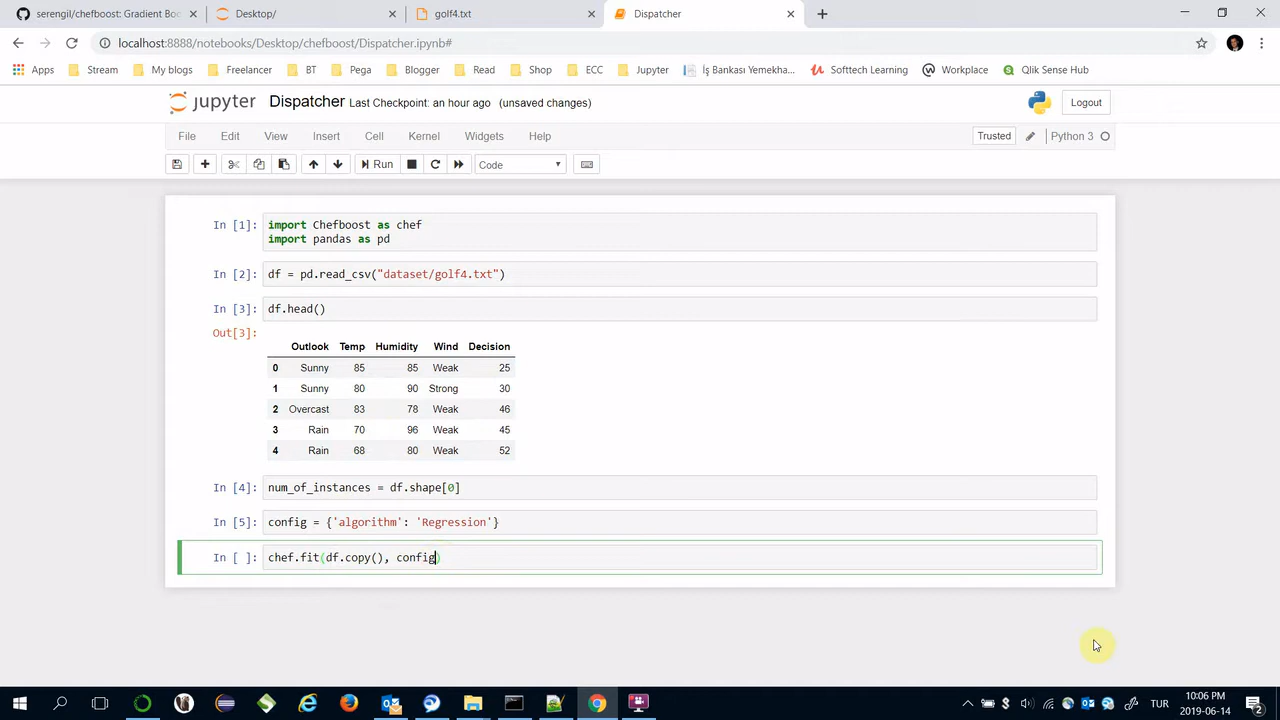 serengil/chefboost: Gradient Boo
Desktop/
golf4.txt
Dispatcher
localhost:8888/notebooks/Desktop/chefboost/Dispatcher.ipynb#
Apps Stream My blogs Freelancer BT Pega Blogger Read Shop ECC Jupyter İş Bankası Yemekha... Softtech Learning Workplace Qlik Sense Hub
jupyter Dispatcher Last Checkpoint: an hour ago (unsaved changes) Logout
File Edit View Insert Cell Kernel Widgets Help Trusted Python 3
Run Code
In [1]: import Chefboost as chef
import pandas as pd
In [2]: df = pd.read_csv("dataset/golf4.txt")
In [3]: df.head()
Out[3]:
Outlook Temp Humidity Wind Decision
0 Sunny 85 85 Weak 25
1 Sunny 80 90 Strong 30
2 Overcast 83 78 Weak 46
3 Rain 70 96 Weak 45
4 Rain 68 80 Weak 52
In [4]: num_of_instances = df.shape[0]
In [5]: config = {'algorithm': 'Regression'}
In [ ]: chef.fit(df.copy(), config)
TUR
10:06 PM
2019-06-14
2